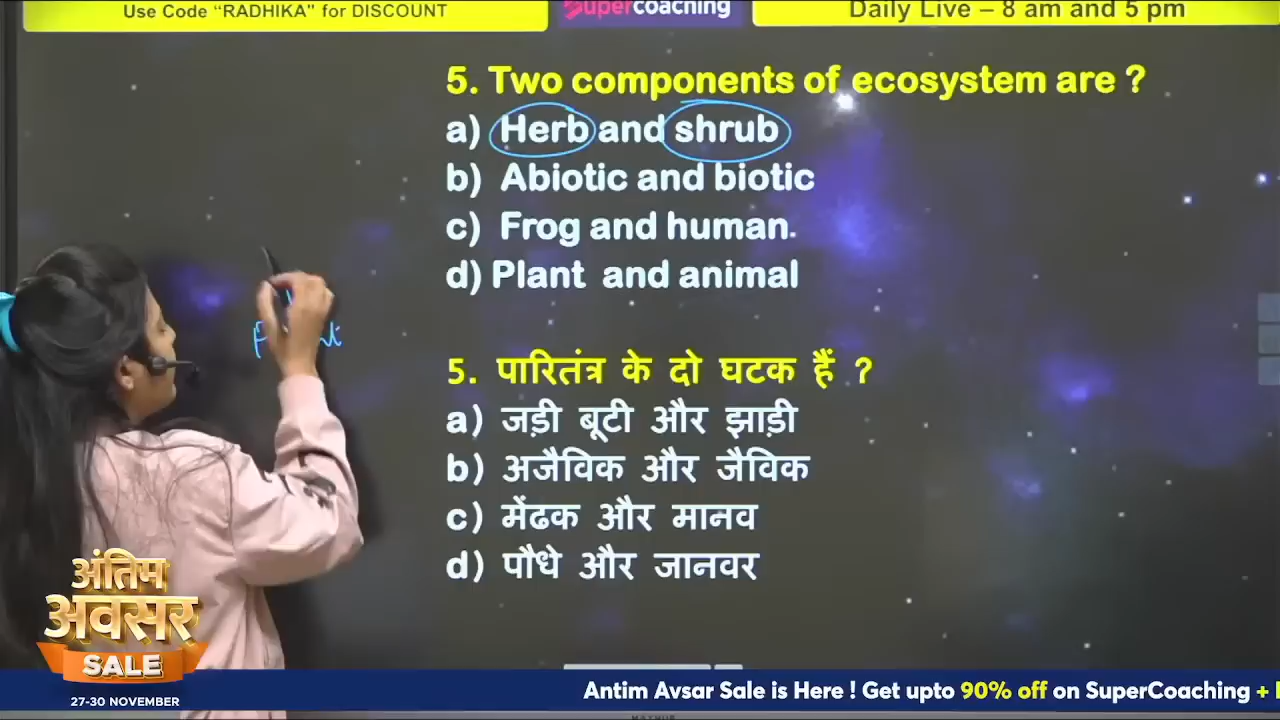 Use Code “RADHIKA” for DISCOUNT
supercoaching
Daily Live – 8 am and 5 pm
5. Two components of ecosystem are ?
a) Herb and shrub
b) Abiotic and biotic
c) Frog and human.
d) Plant and animal
5. पारितंत्र के दो घटक हैं ?
a) जड़ी बूटी और झाड़ी
b) अजैविक और जैविक
c) मेंढक और मानव
d) पौधे और जानवर
अंतिम
अवसर
SALE
27-30 NOVEMBER
Antim Avsar Sale is Here ! Get upto 90% off on SuperCoaching +